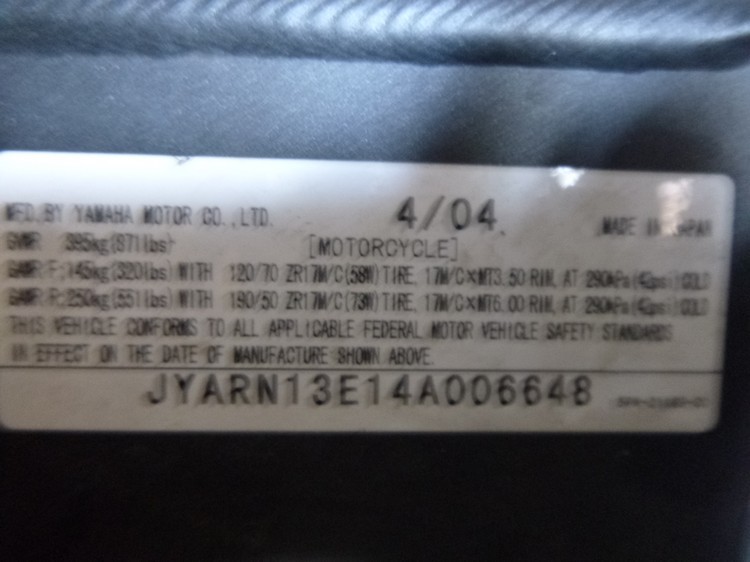 MFD. BY YAMAHA MOTOR CO.,LTD. 4/04. MADE IN JAPAN
GVWR 395kg(871lbs) [MOTORCYCLE]
GAWR F:145kg(320lbs) WITH 120/70 ZR17M/C(58W) TIRE, 17M/C×MT3.50 RIM, AT 290kPa(42psi) COLD
GAWR R:250kg(551lbs) WITH 190/50 ZR17M/C(73W) TIRE, 17M/C×MT6.00 RIM, AT 290kPa(42psi) COLD
THIS VEHICLE CONFORMS TO ALL APPLICABLE FEDERAL MOTOR VEHICLE SAFETY STANDARDS
IN EFFECT ON THE DATE OF MANUFACTURE SHOWN ABOVE.
JYARN13E14A006648